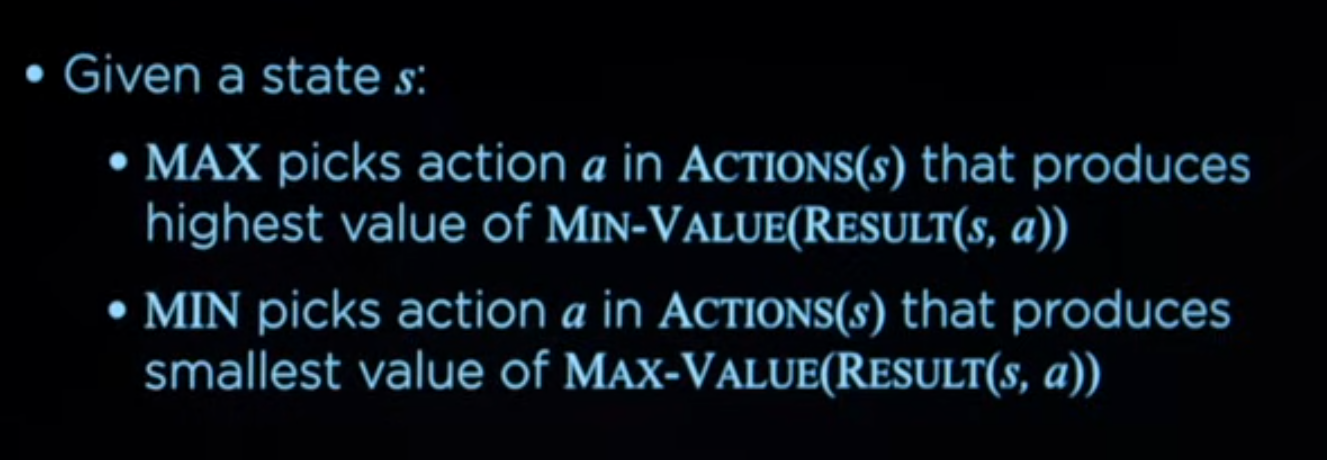 • Given a state s:
• MAX picks action a in ACTIONS(s) that produces
highest value of MIN-VALUE(RESULT(s, a))
• MIN picks action a in ACTIONS(s) that produces
smallest value of MAX-VALUE(RESULT(s, a))